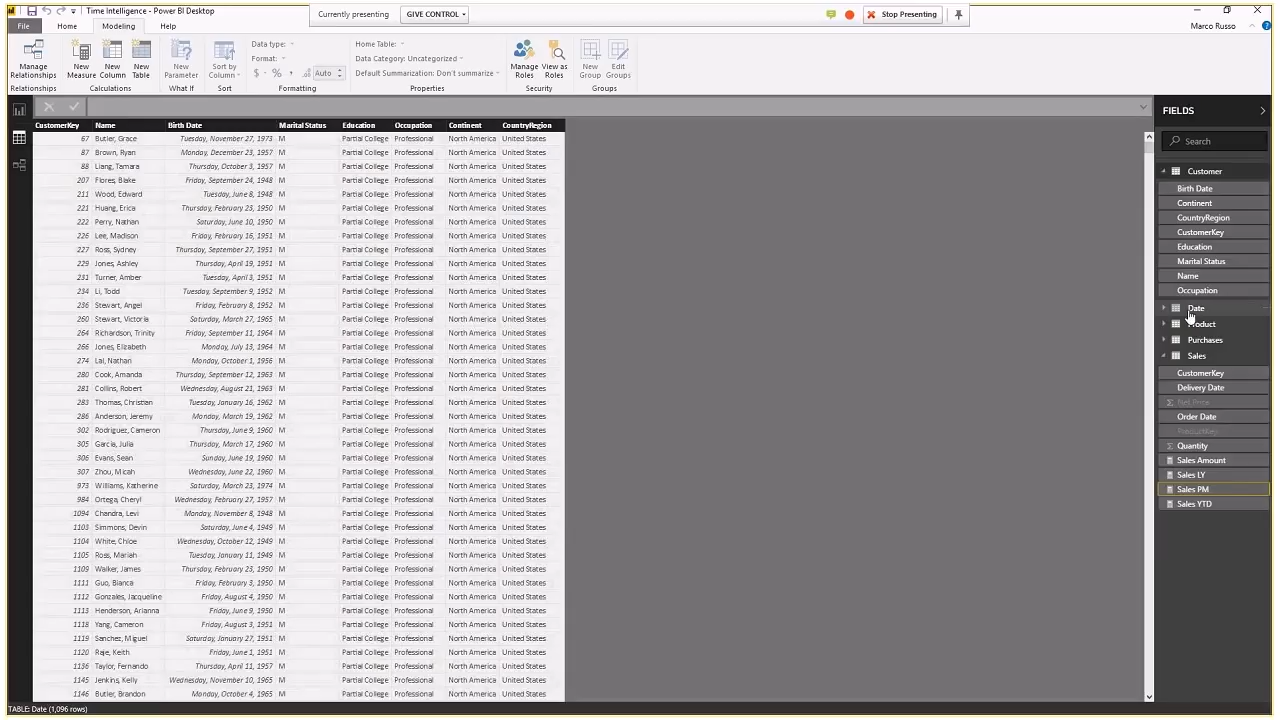 Time Intelligence - Power BI Desktop
Currently presenting
GIVE CONTROL
Stop Presenting
File
Home
Modeling
Help
Marco Russo
Manage Relationships
New Measure
New Column
New Table
New Parameter
Sort by Column
Data type:
Format:
$ % , Auto
Home Table:
Data Category: Uncategorized
Default Summarization: Don't summarize
Manage Roles
View as Roles
New Group
Edit Groups
Relationships
Calculations
What If
Sort
Formatting
Properties
Security
Groups
CustomerKey Name Birth Date Marital Status Education Occupation Continent CountryRegion
67 Butler, Grace Tuesday, November 27, 1973 M Partial College Professional North America United States
87 Brown, Ryan Monday, December 23, 1957 M Partial College Professional North America United States
88 Liang, Tamara Thursday, October 3, 1957 M Partial College Professional North America United States
207 Flores, Blake Friday, September 24, 1948 M Partial College Professional North America United States
211 Wood, Edward Tuesday, June 8, 1948 M Partial College Professional North America United States
221 Huang, Erica Thursday, February 23, 1950 M Partial College Professional North America United States
222 Perry, Nathan Saturday, June 10, 1950 M Partial College Professional North America United States
226 Lee, Madison Friday, February 16, 1951 M Partial College Professional North America United States
227 Ross, Sydney Thursday, September 27, 1951 M Partial College Professional North America United States
229 Jones, Ashley Thursday, April 19, 1951 M Partial College Professional North America United States
231 Turner, Amber Tuesday, April 3, 1951 M Partial College Professional North America United States
234 Li, Todd Tuesday, September 9, 1952 M Partial College Professional North America United States
236 Stewart, Angel Friday, February 8, 1952 M Partial College Professional North America United States
260 Stewart, Victoria Saturday, March 27, 1965 M Partial College Professional North America United States
264 Richardson, Trinity Friday, September 11, 1964 M Partial College Professional North America United States
266 Jones, Elizabeth Monday, July 13, 1964 M Partial College Professional North America United States
274 Lal, Nathan Monday, October 1, 1956 M Partial College Professional North America United States
280 Cook, Amanda Thursday, September 12, 1963 M Partial College Professional North America United States
281 Collins, Robert Wednesday, August 21, 1963 M Partial College Professional North America United States
283 Thomas, Christian Tuesday, January 16, 1962 M Partial College Professional North America United States
286 Anderson, Jeremy Monday, March 19, 1962 M Partial College Professional North America United States
302 Rodriguez, Cameron Thursday, June 9, 1960 M Partial College Professional North America United States
305 Garcia, Julia Thursday, March 17, 1960 M Partial College Professional North America United States
306 Evans, Sean Sunday, June 19, 1960 M Partial College Professional North America United States
307 Zhou, Micah Wednesday, June 22, 1960 M Partial College Professional North America United States
973 Williams, Katherine Saturday, March 23, 1974 M Partial College Professional North America United States
984 Ortega, Cheryl Wednesday, February 27, 1957 M Partial College Professional North America United States
1094 Chandra, Levi Monday, November 8, 1948 M Partial College Professional North America United States
1103 Simmons, Devin Saturday, June 4, 1949 M Partial College Professional North America United States
1104 White, Chloe Wednesday, October 12, 1949 M Partial College Professional North America United States
1105 Ross, Mariah Tuesday, January 11, 1949 M Partial College Professional North America United States
1109 Walker, James Thursday, February 23, 1950 M Partial College Professional North America United States
1111 Guo, Bianca Friday, February 3, 1950 M Partial College Professional North America United States
1112 Gonzales, Jacqueline Friday, August 4, 1950 M Partial College Professional North America United States
1113 Henderson, Arianna Friday, June 9, 1950 M Partial College Professional North America United States
1118 Yang, Cameron Friday, August 3, 1951 M Partial College Professional North America United States
1119 Sanchez, Miguel Saturday, January 27, 1951 M Partial College Professional North America United States
1120 Raje, Keith Friday, June 1, 1951 M Partial College Professional North America United States
1136 Taylor, Fernando Thursday, April 11, 1957 M Partial College Professional North America United States
1145 Jenkins, Kelly Wednesday, November 10, 1965 M Partial College Professional North America United States
1146 Butler, Brandon Monday, October 4, 1965 M Partial College Professional North America United States
FIELDS
Search
Customer
Birth Date
Continent
CountryRegion
CustomerKey
Education
Marital Status
Name
Occupation
Date
Product
Purchases
Sales
CustomerKey
Delivery Date
Net Price
Order Date
ProductKey
Quantity
Sales Amount
Sales LY
Sales PM
Sales YTD
TABLE: Date (1,096 rows)